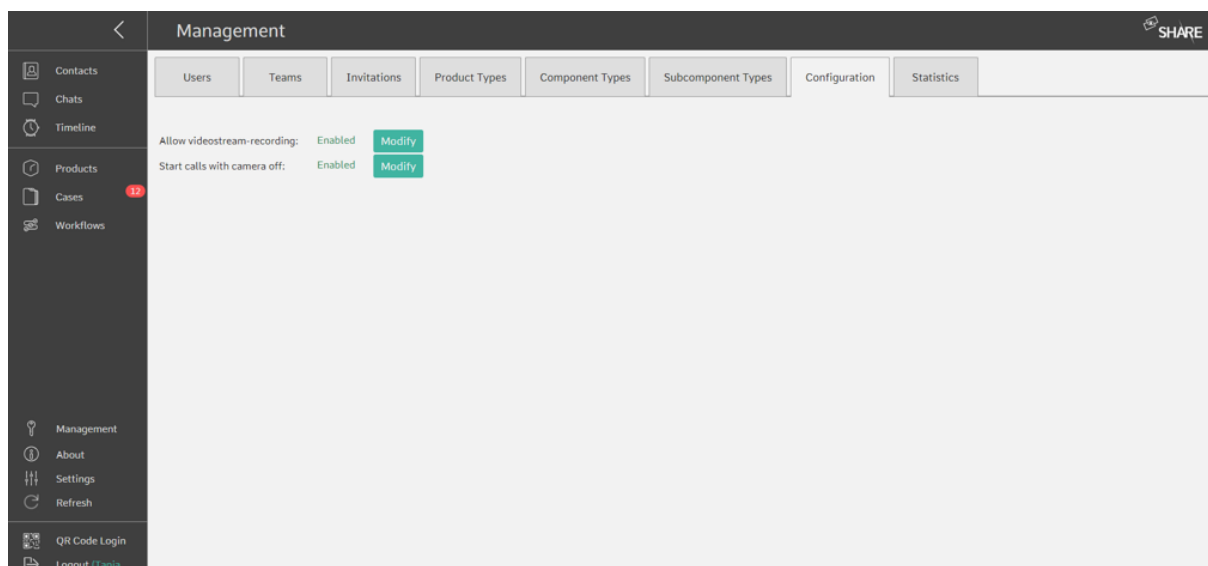 Management
SHARE
Contacts
Chats
Timeline
Products
Cases 12
Workflows
Management
About
Settings
Refresh
QR Code Login
Logout (Tanja
Users Teams Invitations Product Types Component Types Subcomponent Types Configuration Statistics
Allow videostream-recording: Enabled Modify
Start calls with camera off: Enabled Modify